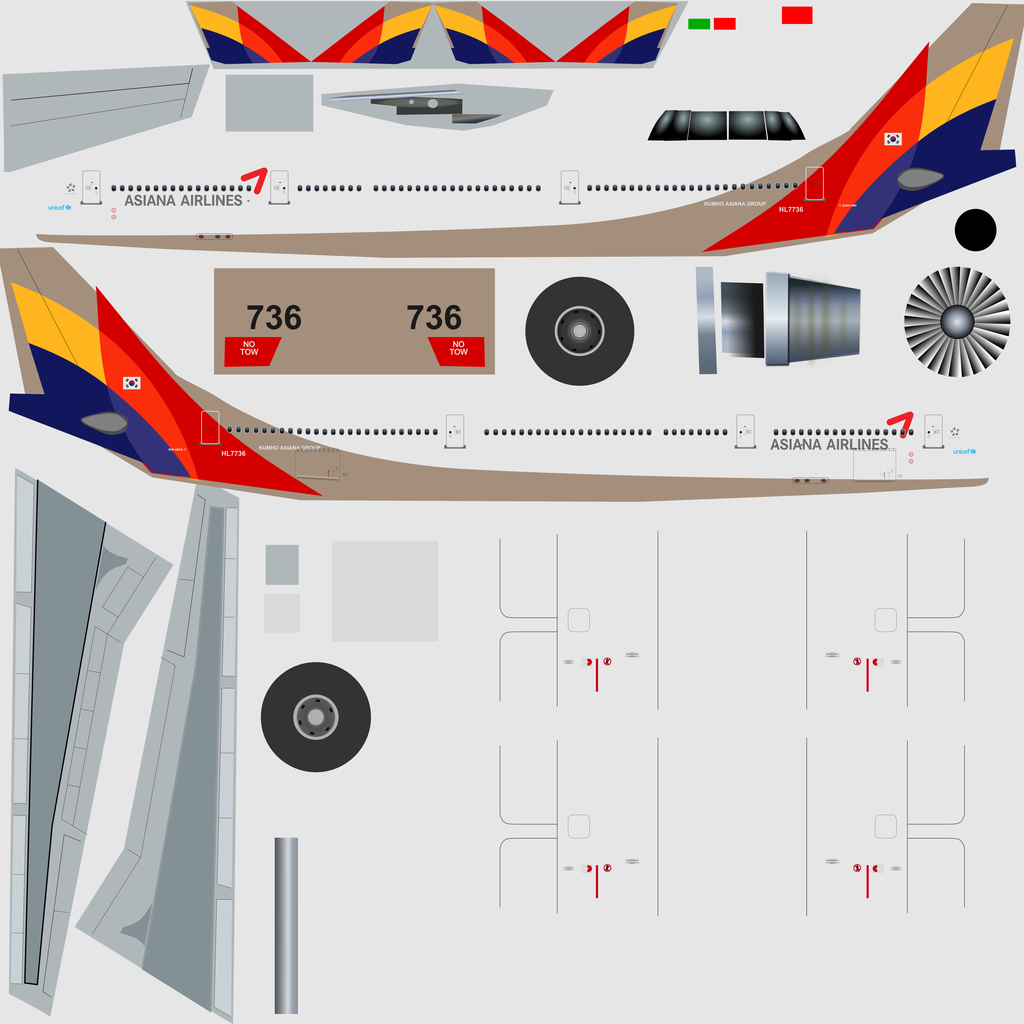 unicef
ASIANA AIRLINES
KUMHO ASIANA GROUP
HL7736
736
736
NO
TOW
NO
TOW
KUMHO ASIANA GROUP
HL7736
ASIANA AIRLINES
unicef